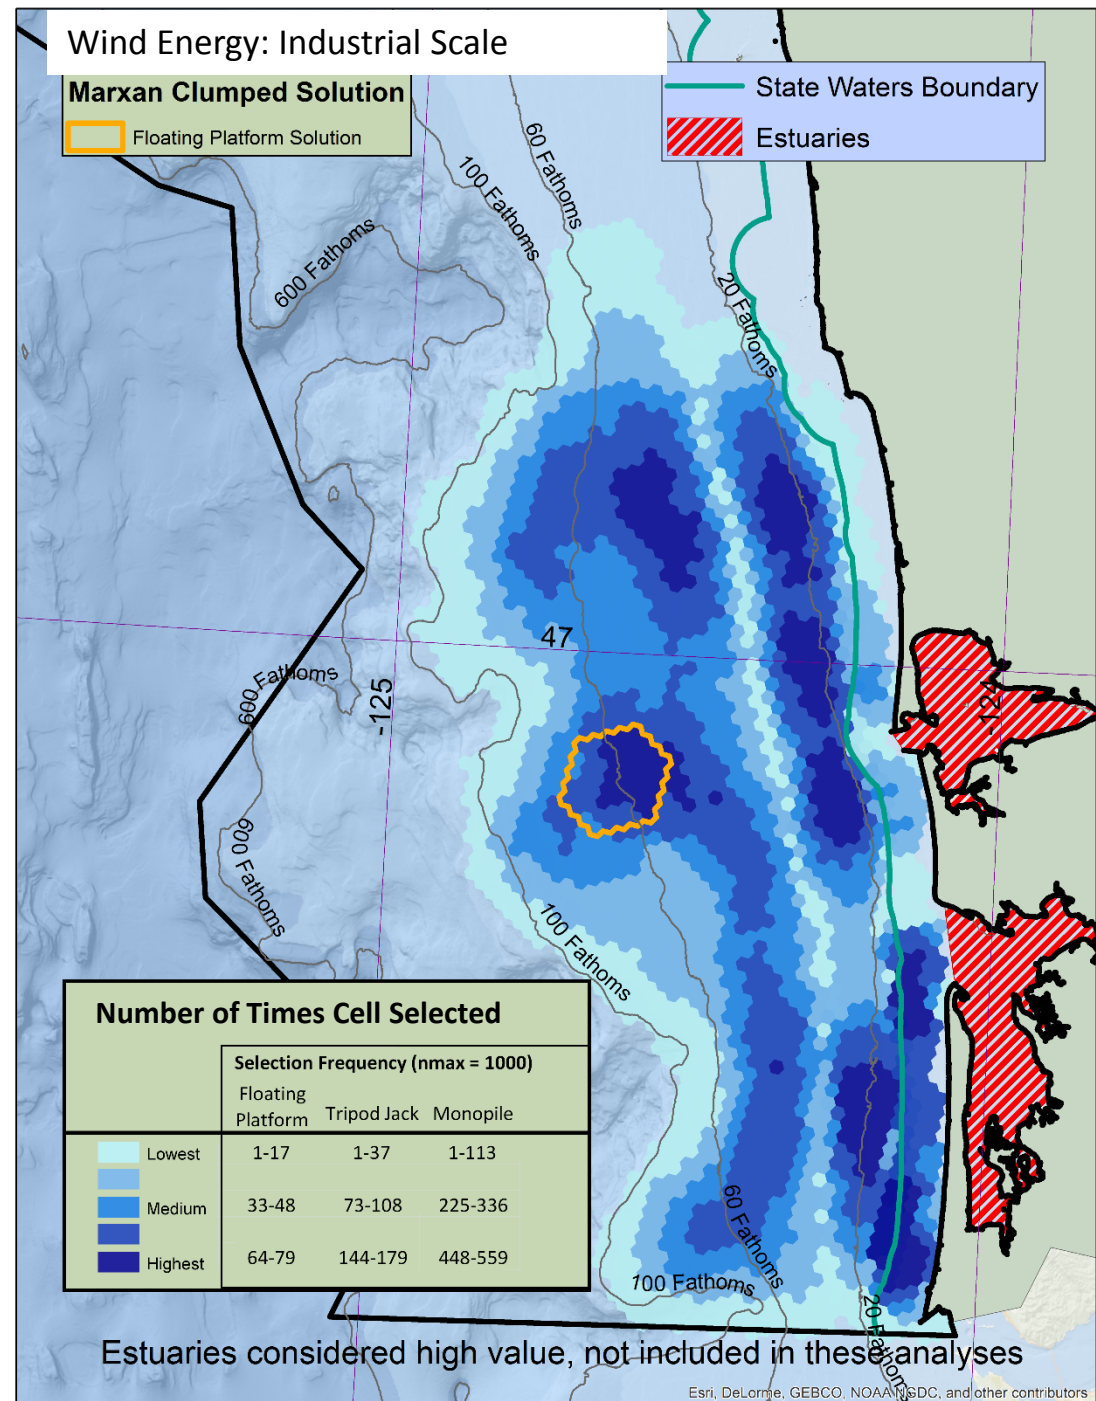 Wind Energy: Industrial Scale
Marxan Clumped Solution
Floating Platform Solution
State Waters Boundary
Estuaries
60 Fathoms
100 Fathoms
600 Fathoms
20 Fathoms
47
-125
-124
600 Fathoms
600 Fathoms
100 Fathoms
Number of Times Cell Selected
Selection Frequency (nmax = 1000)
Floating
Platform Tripod Jack Monopile
Lowest 1-17 1-37 1-113
Medium 33-48 73-108 225-336
Highest 64-79 144-179 448-559
60 Fathoms
100 Fathoms
20 Fathoms
Estuaries considered high value, not included in these analyses
Esri, DeLorme, GEBCO, NOAA NGDC, and other contributors